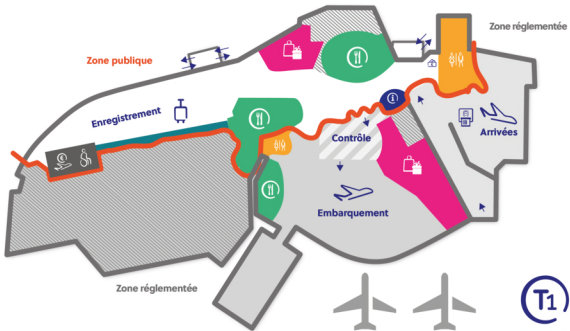 Zone réglementée
Zone publique
Enregistrement
Contrôle
Arrivées
Embarquement
Zone réglementée
T1